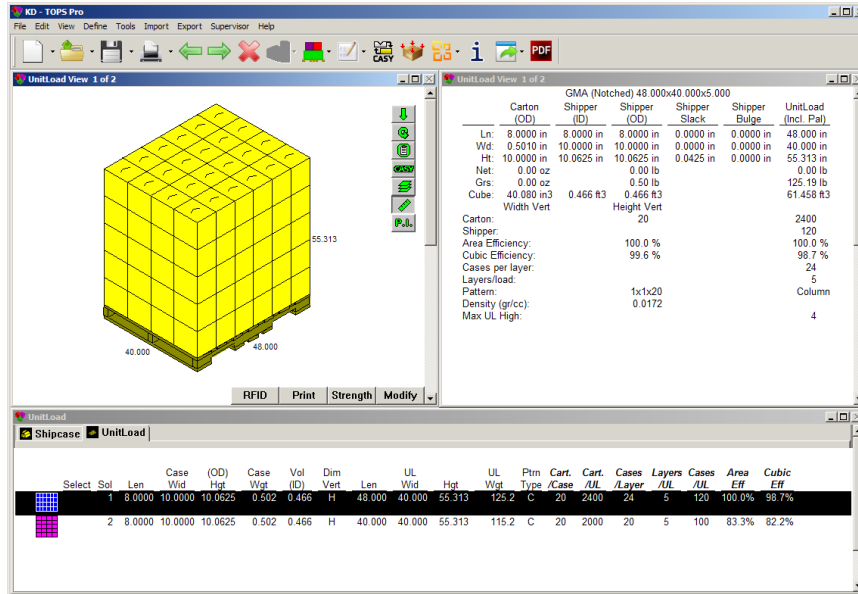 KD - TOPS Pro
File Edit View Define Tools Import Export Supervisor Help
CASY
PDF
UnitLoad View 1 of 2
CASY
P.I.
55.313
40.000
48.000
RFID Print Strength Modify
UnitLoad View 1 of 2
GMA (Notched) 48.000x40.000x5.000
Carton Shipper Shipper Shipper Shipper UnitLoad
(OD) (ID) (OD) Slack Bulge (Incl. Pal)
Ln: 8.0000 in 8.0000 in 8.0000 in 0.0000 in 0.0000 in 48.000 in
Wd: 0.5010 in 10.0000 in 10.0000 in 0.0000 in 0.0000 in 40.000 in
Ht: 10.0000 in 10.0625 in 10.0625 in 0.0425 in 0.0000 in 55.313 in
Net: 0.00 oz 0.00 lb 0.00 lb
Grs: 0.00 oz 0.50 lb 125.19 lb
Cube: 40.080 in3 0.466 ft3 0.466 ft3 61.458 ft3
Width Vert Height Vert
Carton: 20 2400
Shipper: 120
Area Efficiency: 100.0 % 100.0 %
Cubic Efficiency: 99.6 % 98.7 %
Cases per layer: 24
Layers/load: 5
Pattern: 1x1x20 Column
Density (gr/cc): 0.0172
Max UL High: 4
UnitLoad
Shipcase UnitLoad
Case (OD) Case Vol Dim UL UL Ptrn Cart. Cart. Cases Layers Cases Area Cubic
Select Sol Len Wid Hgt Wgt (ID) Vert Len Wid Hgt Wgt Type /Case /UL /Layer /UL /UL Eff Eff
1 8.0000 10.0000 10.0625 0.502 0.466 H 48.000 40.000 55.313 125.2 C 20 2400 24 5 120 100.0% 98.7%
2 8.0000 10.0000 10.0625 0.502 0.466 H 40.000 40.000 55.313 115.2 C 20 2000 20 5 100 83.3% 82.2%